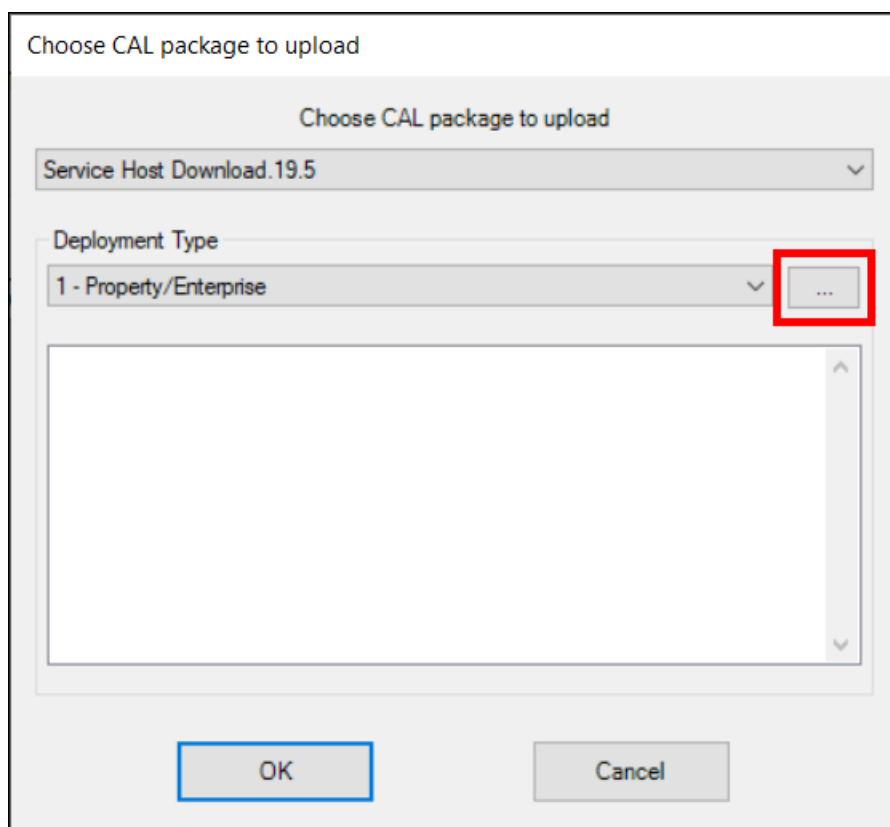 Choose CAL package to upload
Choose CAL package to upload
Service Host Download.19.5
Deployment Type
1 - Property/Enterprise
...
OK
Cancel